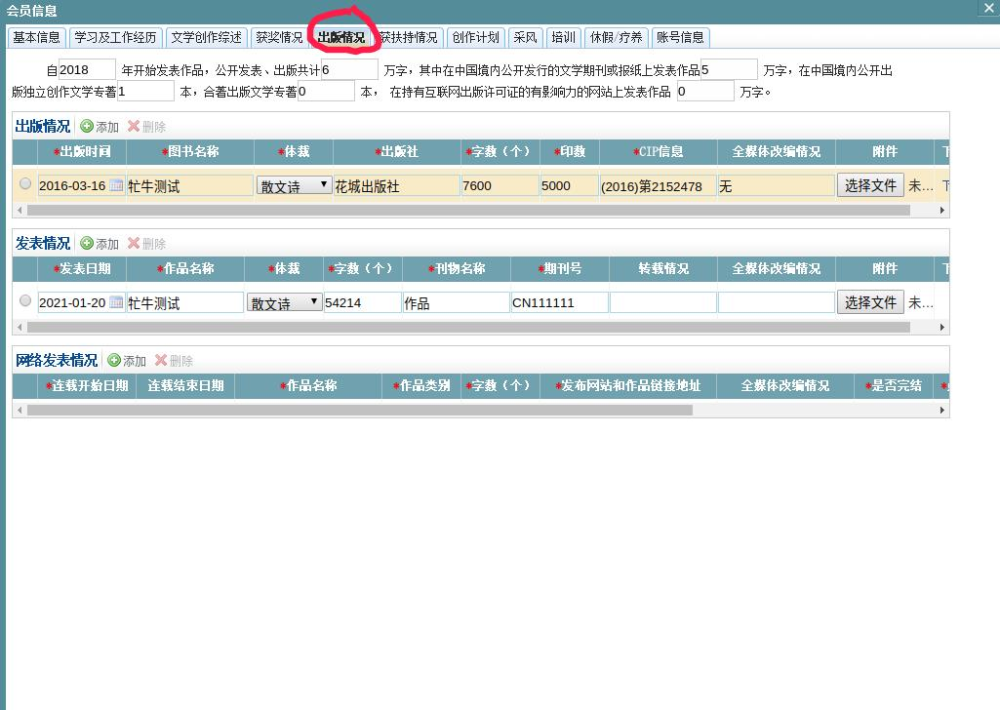 会员信息
基本信息 学习及工作经历 文学创作综述 获奖情况 出版情况 获扶持情况 创作计划 采风 培训 休假/疗养 账号信息
自2018 年开始发表作品，公开发表、出版共计6 万字，其中在中国境内公开发行的文学期刊或报纸上发表作品5 万字，在中国境内公开出
版独立创作文学专著1 本，合著出版文学专著0 本， 在持有互联网出版许可证的有影响力的网站上发表作品 0 万字。
出版情况 添加 删除
*出版时间 *图书名称 *体裁 *出版社 *字数（个） *印数 *CIP信息 全媒体改编情况 附件 下
2016-03-16 牤牛测试 散文诗 花城出版社 7600 5000 (2016)第2152478 无 选择文件 未... 下
发表情况 添加 删除
*发表日期 *作品名称 *体裁 *字数（个） *刊物名称 *期刊号 转载情况 全媒体改编情况 附件 下
2021-01-20 牤牛测试 散文诗 54214 作品 CN111111 选择文件 未...
网络发表情况 添加 删除
*连载开始日期 连载结束日期 *作品名称 *作品类别 *字数（个） *发布网站和作品链接地址 全媒体改编情况 *是否完结